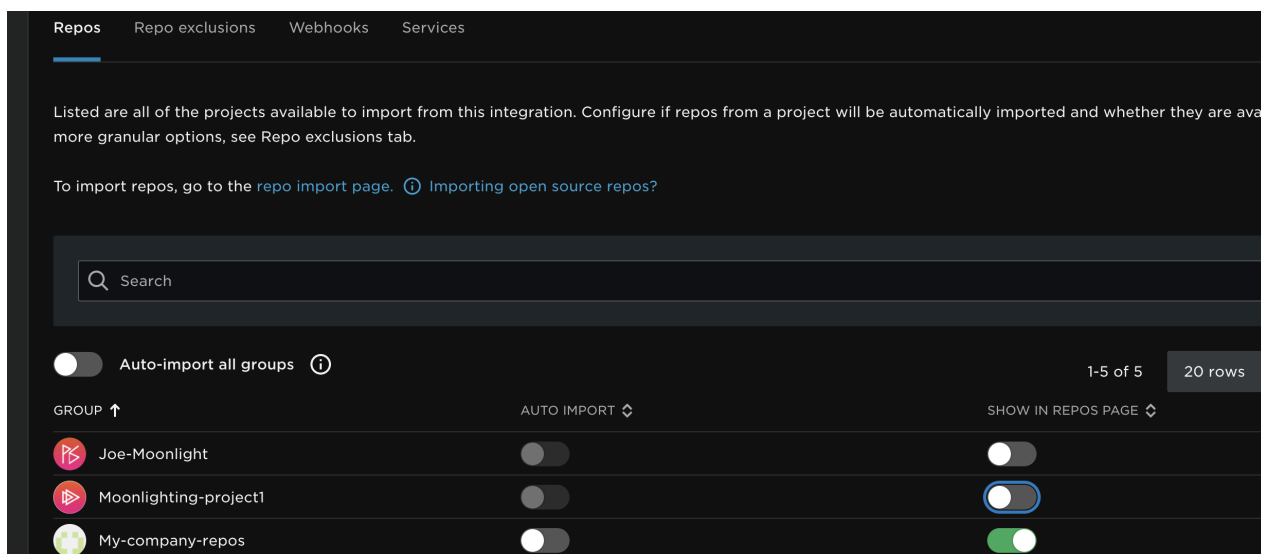 Repos Repo exclusions Webhooks Services
Listed are all of the projects available to import from this integration. Configure if repos from a project will be automatically imported and whether they are
more granular options, see Repo exclusions tab.
To import repos, go to the repo import page. Importing open source repos?
Search
Auto-import all groups
1-5 of 5 20 rows
GROUP AUTO IMPORT SHOW IN REPOS PAGE
Joe-Moonlight
Moonlighting-project1
My-company-repos